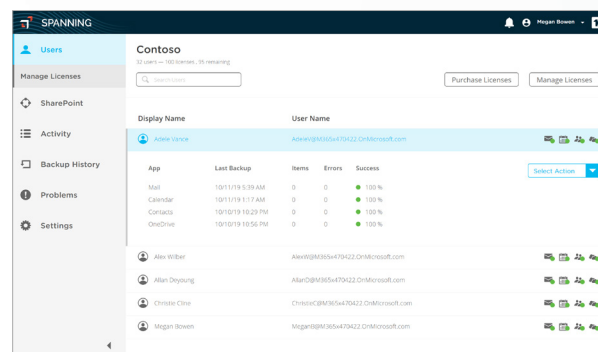 SPANNING
Megan Bowen
Users
Manage Licenses
SharePoint
Activity
Backup History
Problems
Settings
Contoso
32 users — 100 licenses, 39 remaining
Search Users
Purchase Licenses
Manage Licenses
Display Name User Name
Adele Vance AdeleV@M365x470422.OnMicrosoft.com
App Last Backup Items Errors Success
Mail 10/11/19 5:39 AM 0 0 100 %
Calendar 10/11/19 1:17 AM 0 0 100 %
Contacts 10/10/19 10:29 PM 0 0 100 %
OneDrive 10/10/19 10:56 PM 0 0 100 %
Select Action
Alex Wilber AlexW@M365x470422.OnMicrosoft.com
Allan Deyoung AllanD@M365x470422.OnMicrosoft.com
Christie Cline ChristieC@M365x470422.OnMicrosoft.com
Megan Bowen MeganB@M365x470422.OnMicrosoft.com